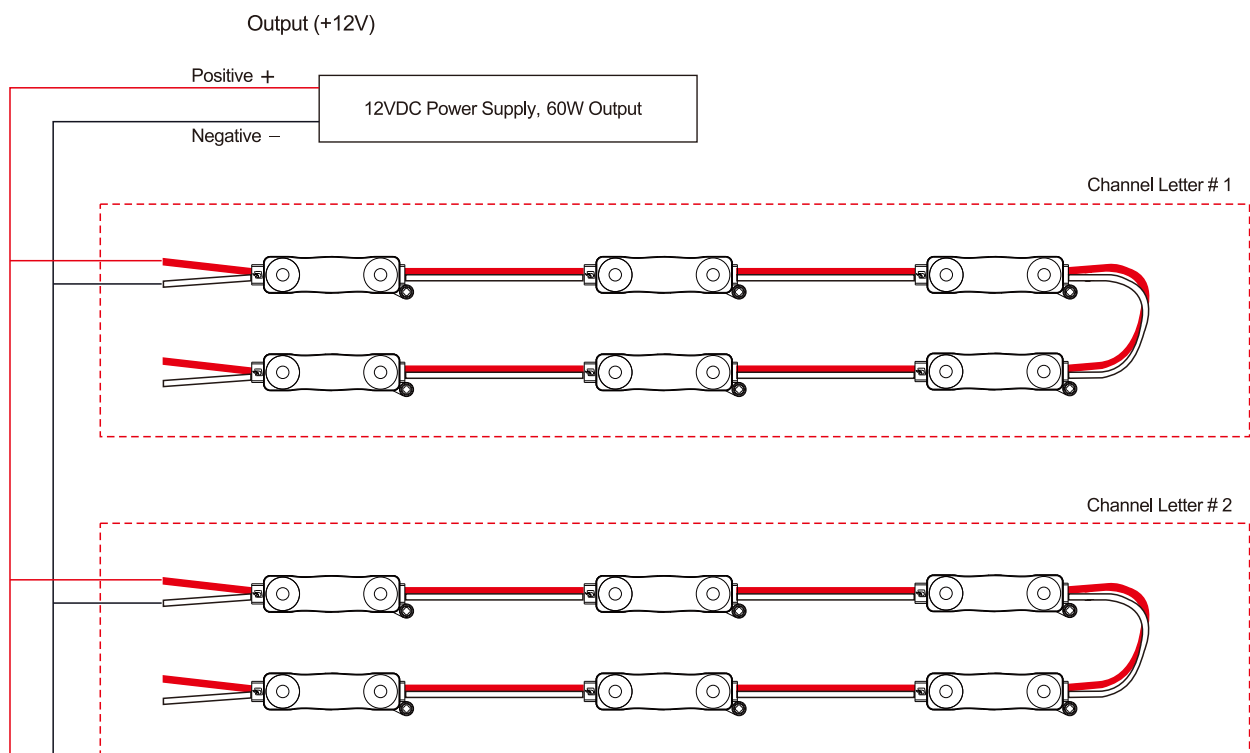 Output (+12V)
Positive +
12VDC Power Supply, 60W Output
Negative −
Channel Letter # 1
Channel Letter # 2